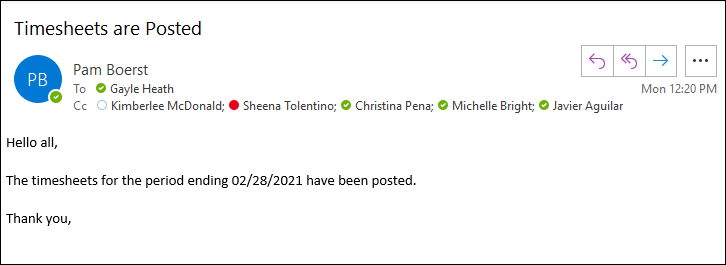 Timesheets are Posted
PB
Pam Boerst
To Gayle Heath
Mon 12:20 PM
Cc Kimberlee McDonald; Sheena Tolentino; Christina Pena; Michelle Bright; Javier Aguilar
Hello all,
The timesheets for the period ending 02/28/2021 have been posted.
Thank you,